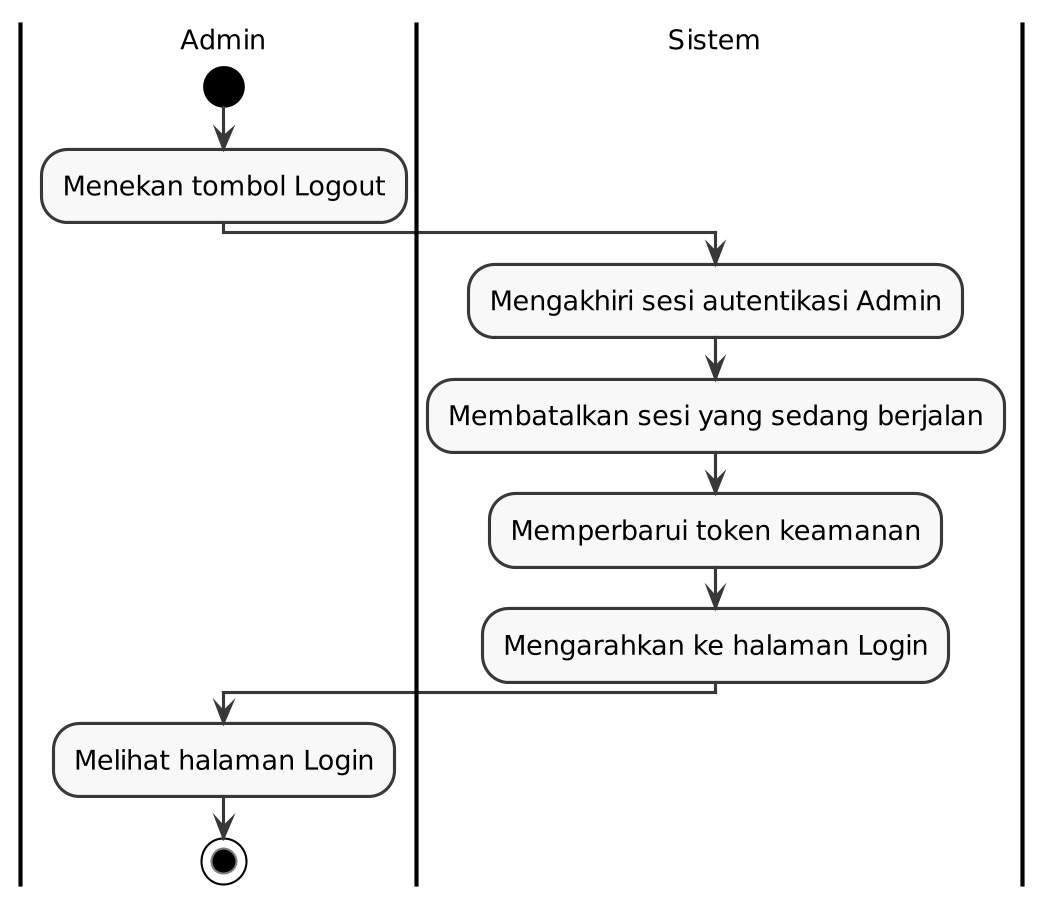 Admin
Sistem
Menekan tombol Logout
Mengakhiri sesi autentikasi Admin
Membatalkan sesi yang sedang berjalan
Memperbarui token keamanan
Mengarahkan ke halaman Login
Melihat halaman Login